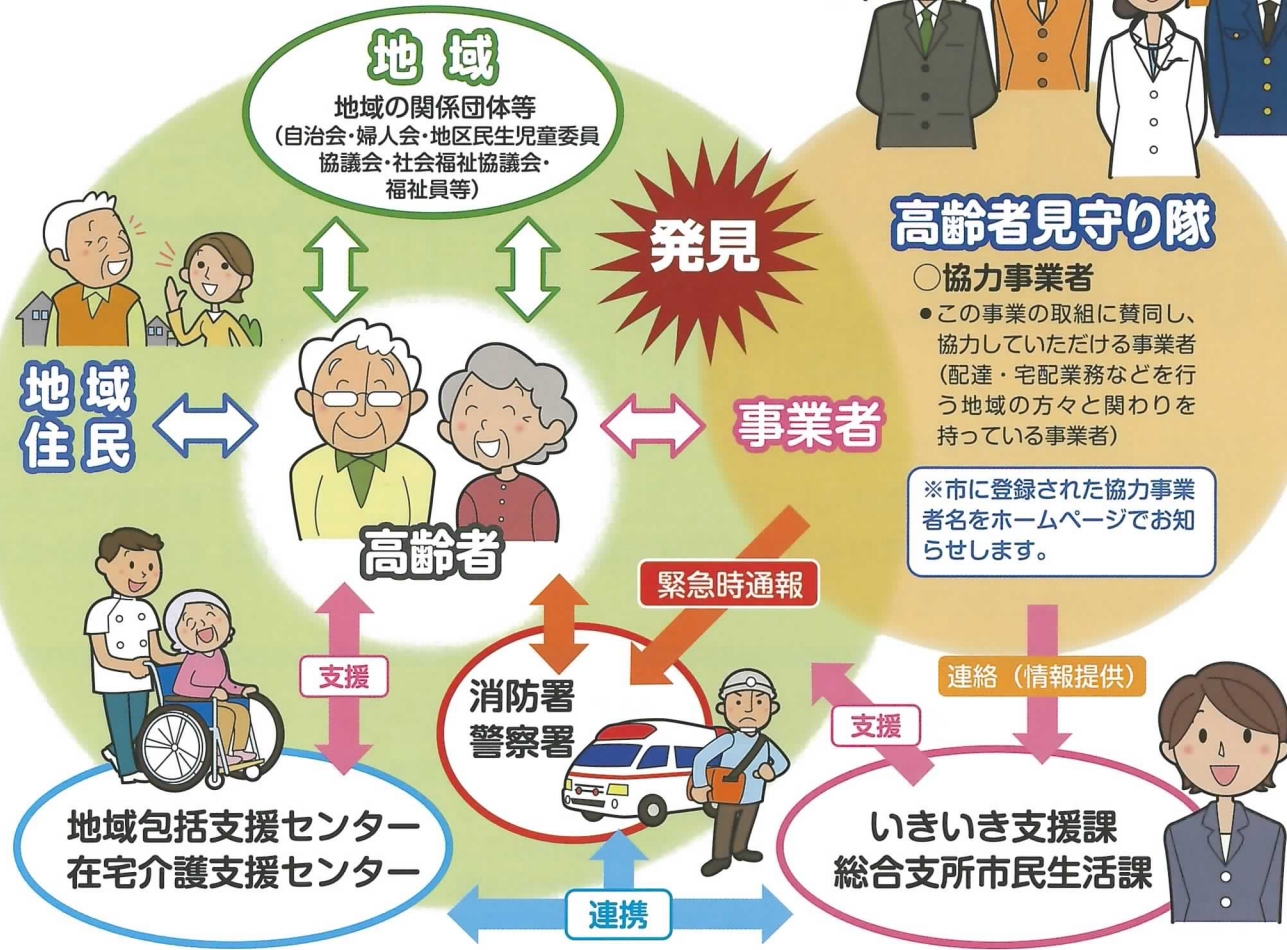 地域
地域の関係団体等
(自治会・婦人会・地区民生児童委員
協議会・社会福祉協議会・
福祉員等)
発見
高齢者見守り隊
○協力事業者
●この事業の取組に賛同し、
協力していただける事業者
(配達・宅配業務などを行
う地域の方々と関わりを
持っている事業者)
※市に登録された協力事業
者名をホームページでお知
らせします。
地域
住民
事業者
高齢者
緊急時通報
支援
消防署
警察署
支援
連絡(情報提供)
地域包括支援センター
在宅介護支援センター
いきいき支援課
総合支所市民生活課
連携